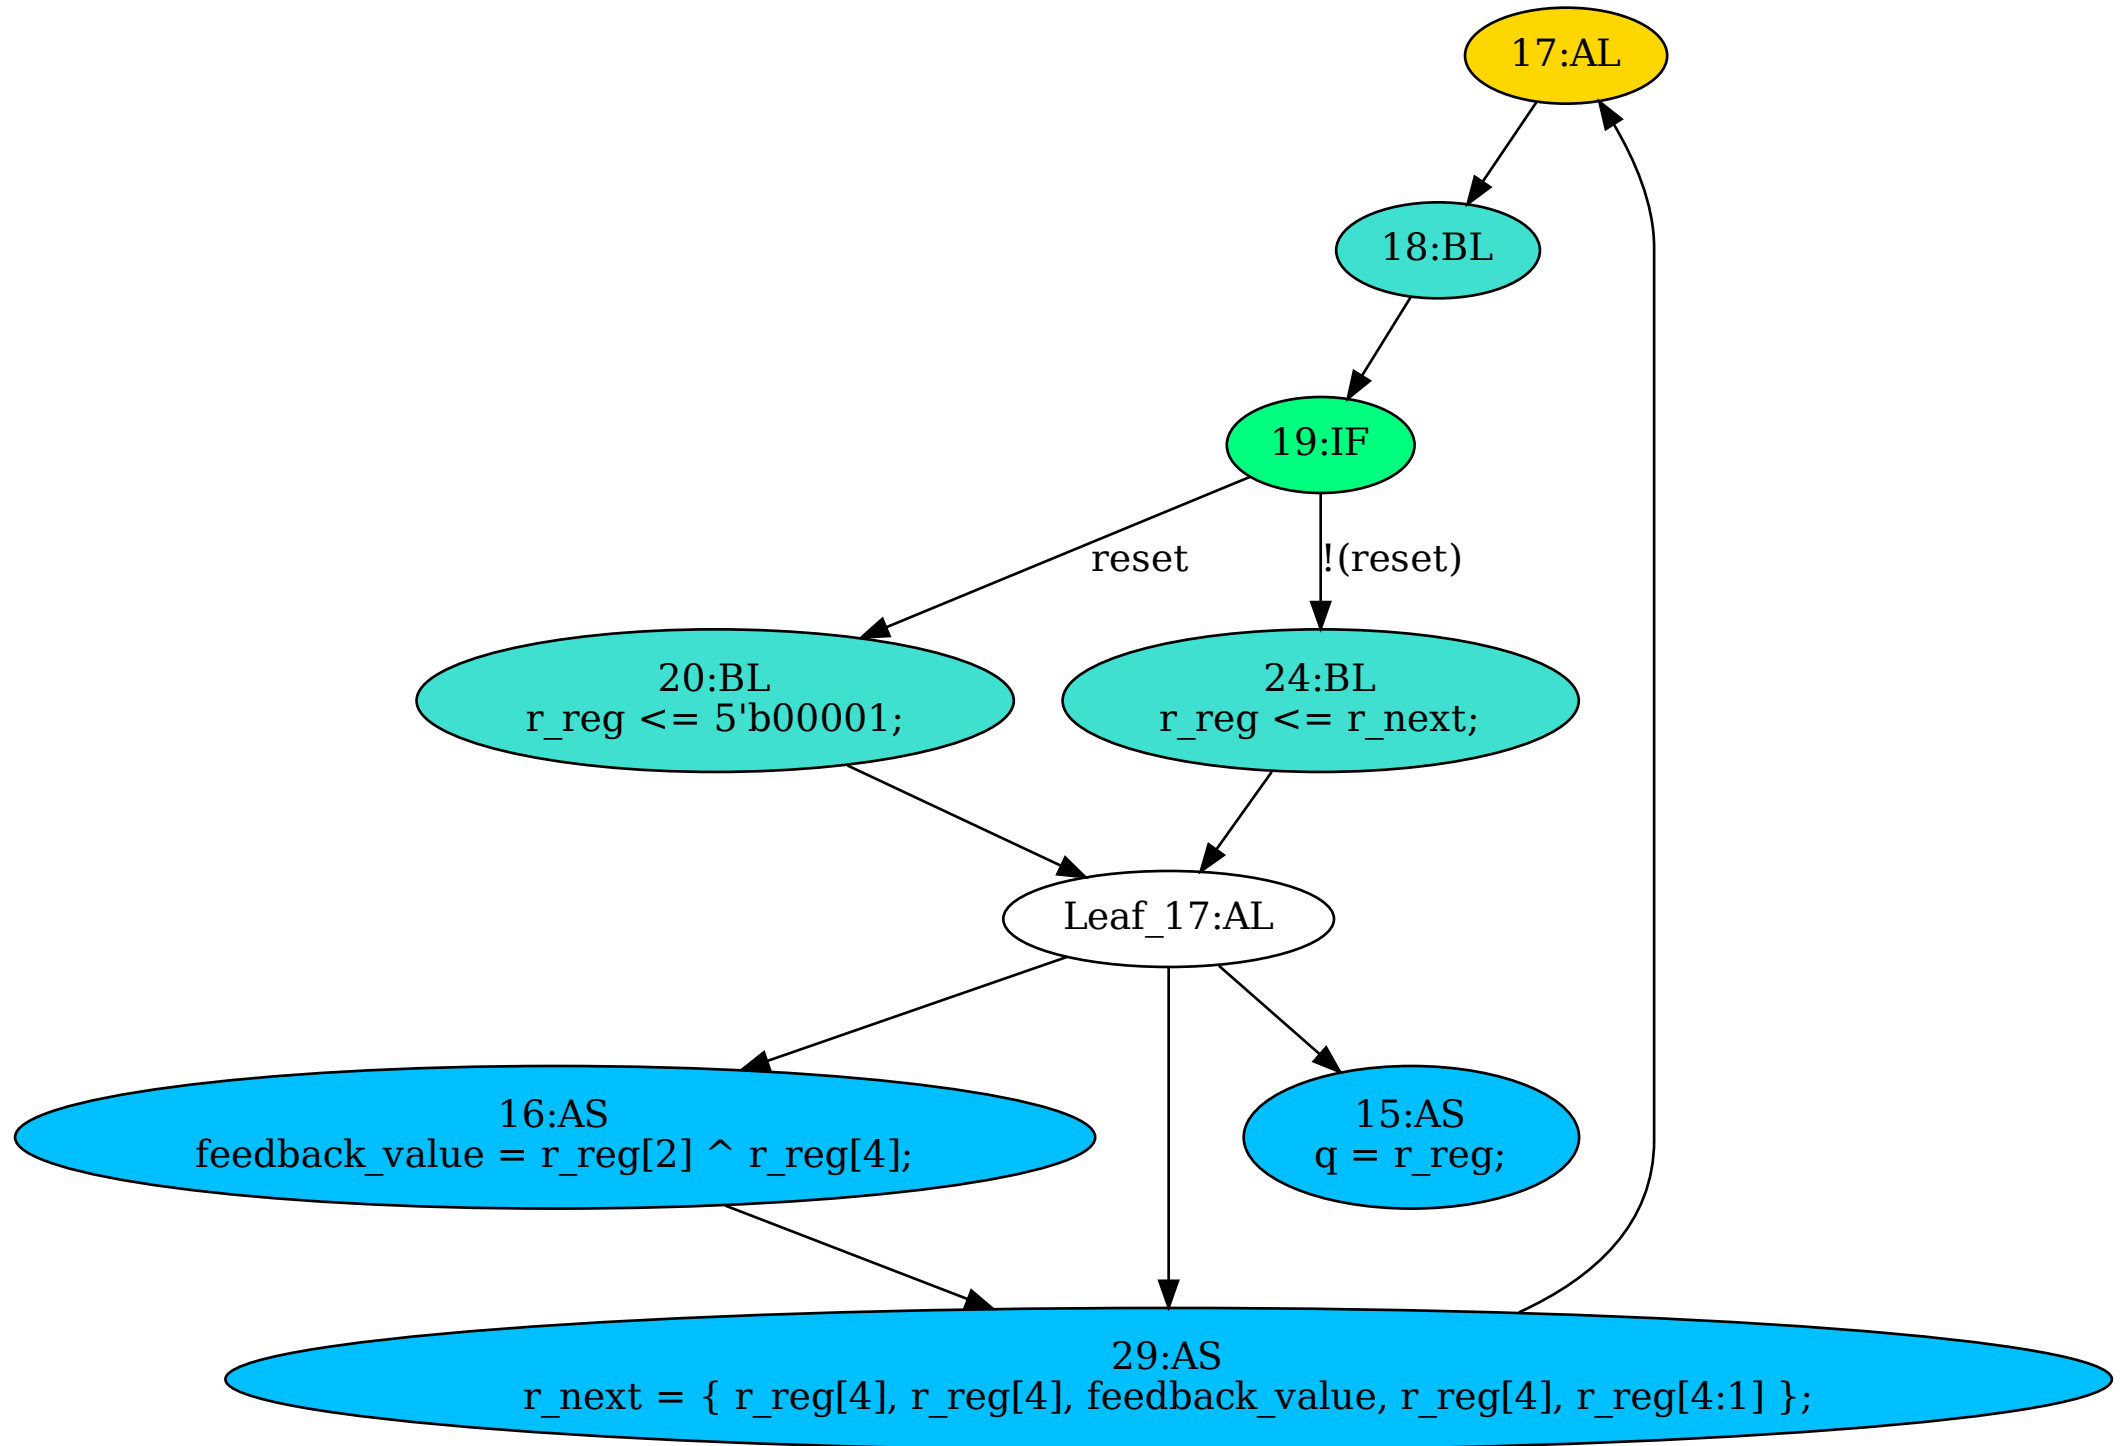 17:AL
18:BL
19:IF
reset
!(reset)
20:BL
r_reg <= 5'b00001;
24:BL
r_reg <= r_next;
Leaf_17:AL
16:AS
feedback_value = r_reg[2] ^ r_reg[4];
15:AS
q = r_reg;
29:AS
r_next = { r_reg[4], r_reg[4], feedback_value, r_reg[4], r_reg[4:1] };